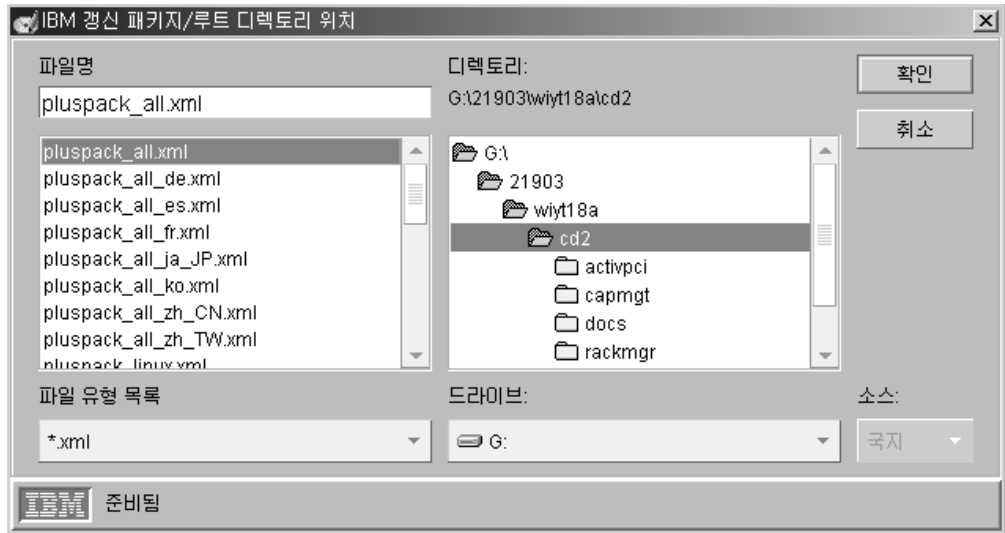 IBM 갱신 패키지/루트 디렉토리 위치
파일명
pluspack_all.xml
pluspack_all.xml
pluspack_all_de.xml
pluspack_all_es.xml
pluspack_all_fr.xml
pluspack_all_ja_JP.xml
pluspack_all_ko.xml
pluspack_all_zh_CN.xml
pluspack_all_zh_TW.xml
pluspack_linux.xml
파일 유형 목록
*.xml
디렉토리:
G:\21903\wiyt18a\cd2
G:\
21903
wiyt18a
cd2
activpci
capmgt
docs
rackmgr
드라이브:
G:
확인
취소
소스:
국지
IBM 준비됨